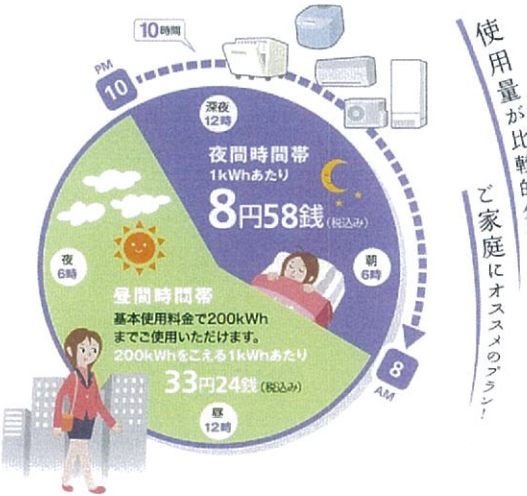 10時間
PM
10
深夜
12時
夜間時間帯
1kWhあたり
8円58銭(税込み)
朝
6時
8
AM
夜
6時
昼間時間帯
基本使用料金で200kWh
までご使用いただけます。
200kWhをこえる1kWhあたり
33円24銭(税込み)
昼
12時
使用量が比較的
ご家庭にオススメのプラン!